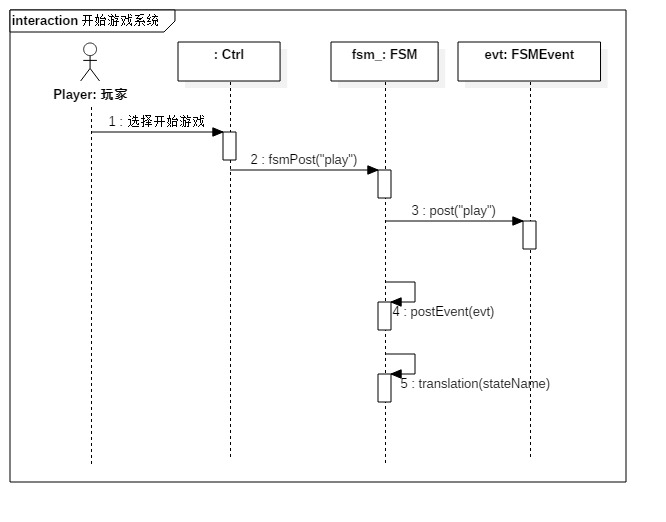 interaction 开始游戏系统
: Ctrl
fsm_: FSM
evt: FSMEvent
Player: 玩家
1 : 选择开始游戏
2 : fsmPost("play")
3 : post("play")
4 : postEvent(evt)
5 : translation(stateName)